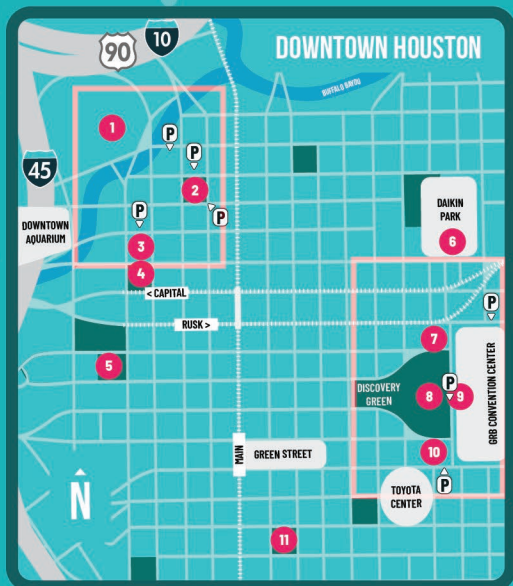 10
90
DOWNTOWN HOUSTON
BUFFALO BAYOU
1
P
P
45
2
P
P
DOWNTOWN
AQUARIUM
DAIKIN
PARK
3
6
4
< CAPITAL
P
RUSK >
7
5
DISCOVERY
GREEN
8
P
9
GRB CONVENTION CENTER
MAIN
GREEN STREET
10
P
N
TOYOTA
CENTER
11